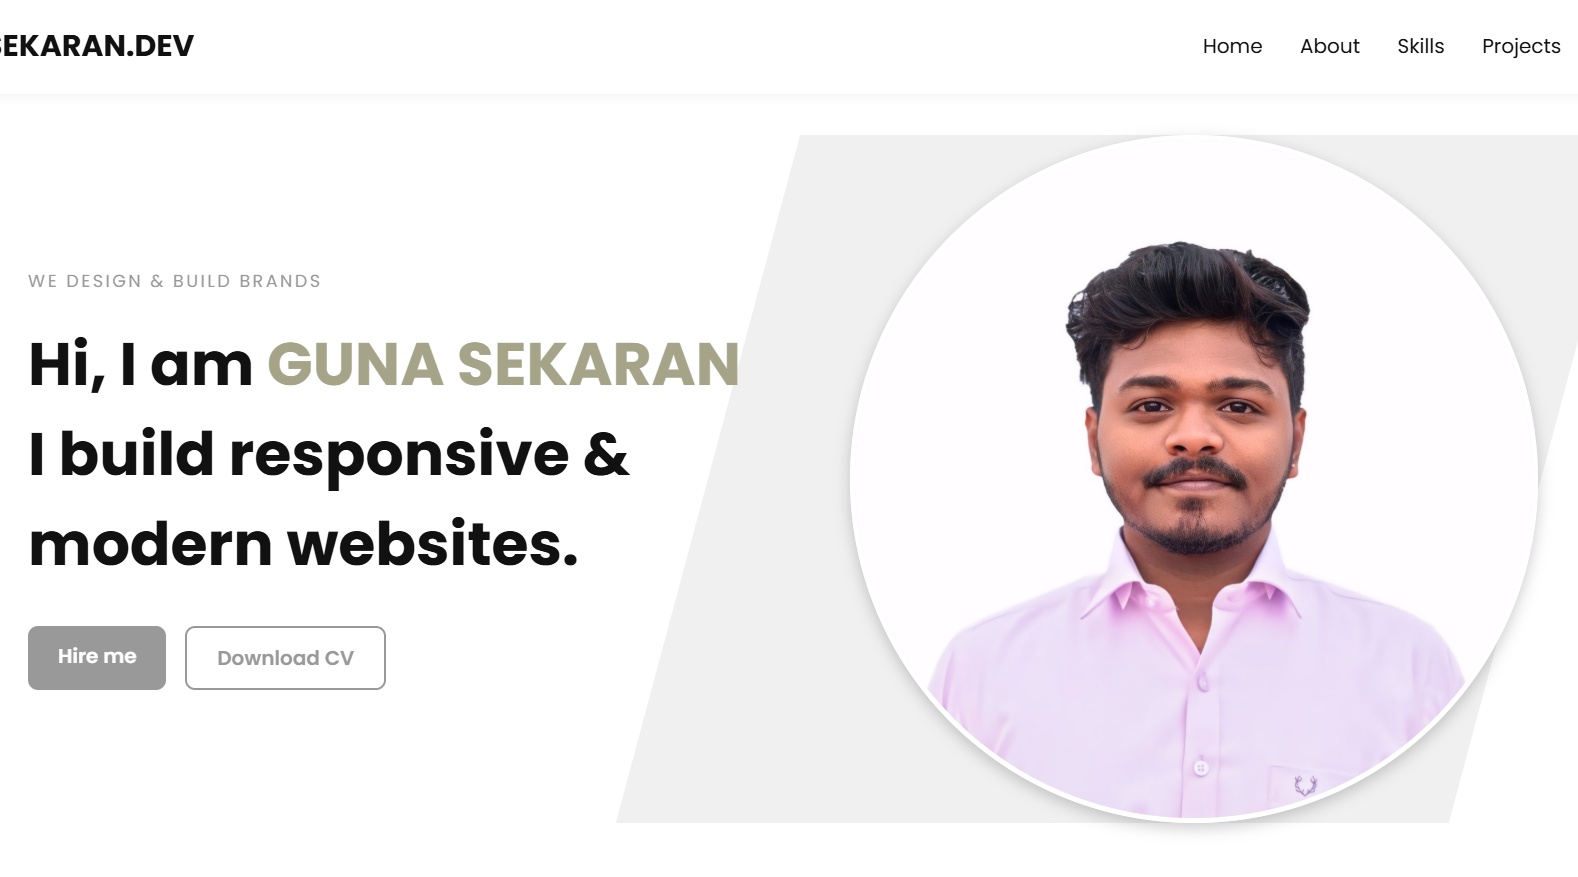 SEKARAN.DEV
Home About Skills Projects
WE DESIGN & BUILD BRANDS
Hi, I am GUNA SEKARAN
I build responsive &
modern websites.
Hire me Download CV